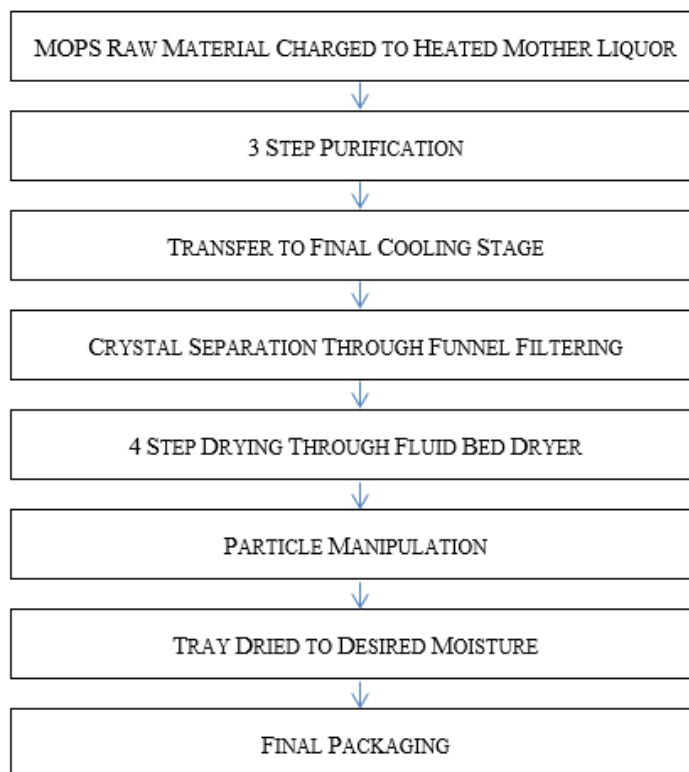 MOPS RAW MATERIAL CHARGED TO HEATED MOTHER LIQUOR
3 STEP PURIFICATION
TRANSFER TO FINAL COOLING STAGE
CRYSTAL SEPARATION THROUGH FUNNEL FILTERING
4 STEP DRYING THROUGH FLUID BED DRYER
PARTICLE MANIPULATION
TRAY DRIED TO DESIRED MOISTURE
FINAL PACKAGING